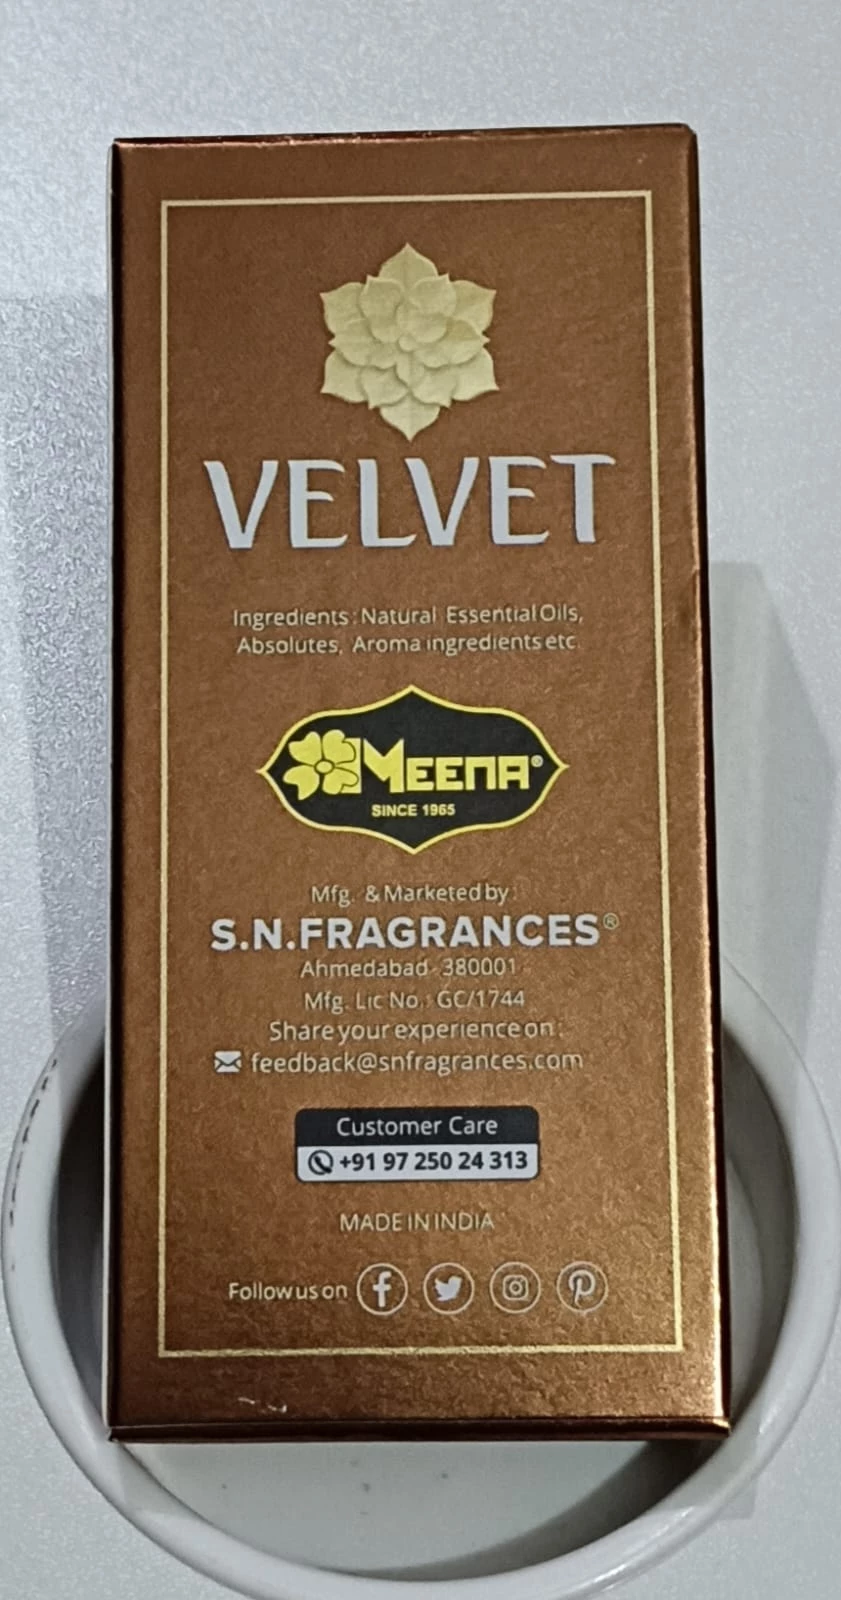 VELVET
Ingredients: Natural Essential Oils,
Absolutes, Aroma ingredients etc.
MEENA®
SINCE 1965
Mfg. & Marketed by:
S.N.FRAGRANCES®
Ahmedabad-380001
Mfg. Lic No.: GC/1744
Share your experience on:
feedback@snfragrances.com
Customer Care
+91 97 250 24 313
MADE IN INDIA
Follow us on